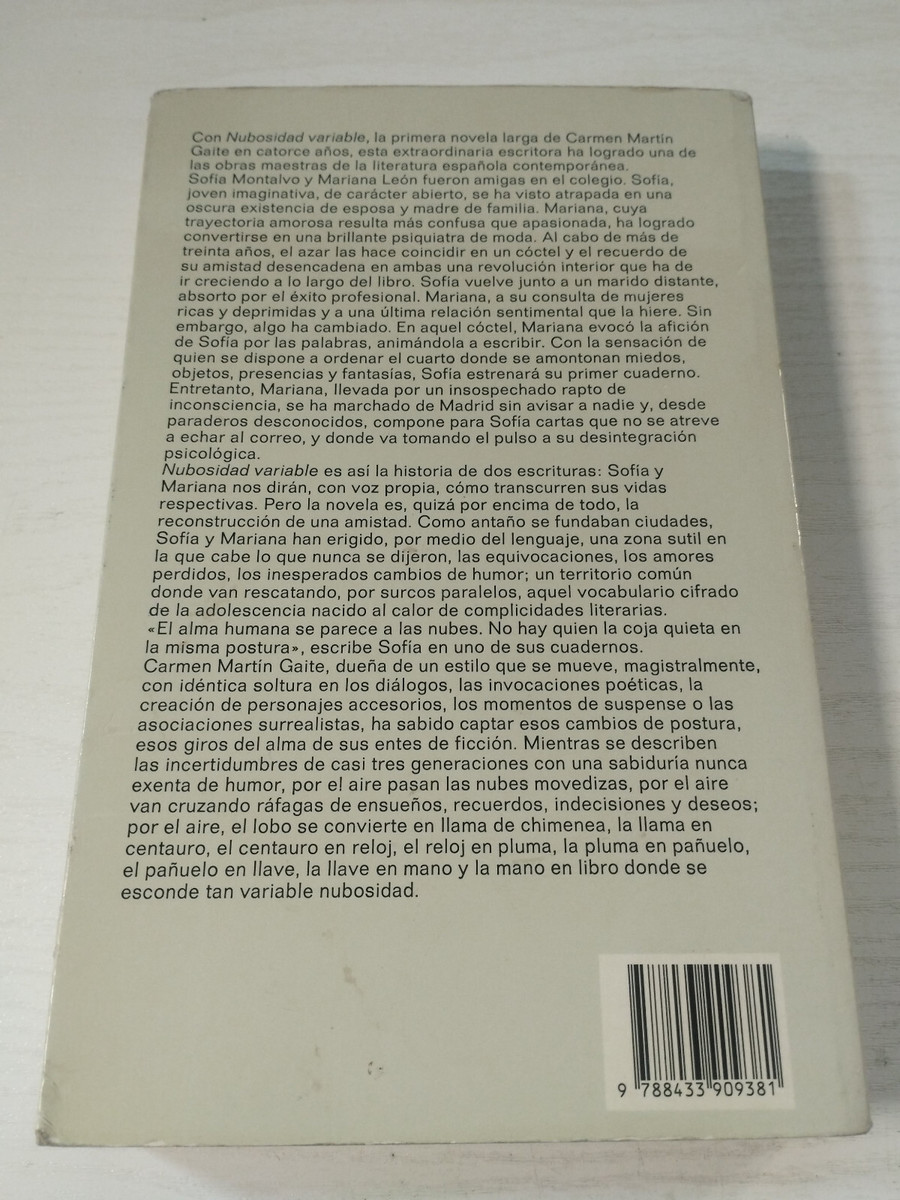 Con Nubosidad variable, la primera novela larga de Carmen Martín
Gaite en catorce años, esta extraordinaria escritora ha logrado una de
las obras maestras de la literatura española contemporánea.
Sofía Montalvo y Mariana León fueron amigas en el colegio. Sofía,
joven imaginativa, de carácter abierto, se ha visto atrapada en una
oscura existencia de esposa y madre de familia. Mariana, cuya
trayectoria amorosa resulta más confusa que apasionada, ha logrado
convertirse en una brillante psiquiatra de moda. Al cabo de más de
treinta años, el azar las hace coincidir en un cóctel y el recuerdo de
su amistad desencadena en ambas una revolución interior que ha de
ir creciendo a lo largo del libro. Sofía vuelve junto a un marido distante,
absorto por el éxito profesional. Mariana, a su consulta de mujeres
ricas y deprimidas y a una última relación sentimental que la hiere. Sin
embargo, algo ha cambiado. En aquel cóctel, Mariana evocó la afición
de Sofía por las palabras, animándola a escribir. Con la sensación de
quien se dispone a ordenar el cuarto donde se amontonan miedos,
objetos, presencias y fantasías, Sofía estrenará su primer cuaderno.
Entretanto, Mariana, llevada por un insospechado rapto de
inconsciencia, se ha marchado de Madrid sin avisar a nadie y, desde
paraderos desconocidos, compone para Sofía cartas que no se atreve
a echar al correo, y donde va tomando el pulso a su desintegración
psicológica.
Nubosidad variable es así la historia de dos escrituras: Sofía y
Mariana nos dirán, con voz propia, cómo transcurren sus vidas
respectivas. Pero la novela es, quizá por encima de todo, la
reconstrucción de una amistad. Como antaño se fundaban ciudades,
Sofía y Mariana han erigido, por medio del lenguaje, una zona sutil en
la que cabe lo que nunca se dijeron, las equivocaciones, los amores
perdidos, los inesperados cambios de humor; un territorio común
donde van rescatando, por surcos paralelos, aquel vocabulario cifrado
de la adolescencia nacido al calor de complicidades literarias.
«El alma humana se parece a las nubes. No hay quien la coja quieta en
la misma postura», escribe Sofía en uno de sus cuadernos.
Carmen Martín Gaite, dueña de un estilo que se mueve, magistralmente,
con idéntica soltura en los diálogos, las invocaciones poéticas, la
creación de personajes accesorios, los momentos de suspense o las
asociaciones surrealistas, ha sabido captar esos cambios de postura,
esos giros del alma de sus entes de ficción. Mientras se describen
las incertidumbres de casi tres generaciones con una sabiduría nunca
exenta de humor, por el aire pasan las nubes movedizas, por el aire
van cruzando ráfagas de ensueños, recuerdos, indecisiones y deseos;
por el aire, el lobo se convierte en llama de chimenea, la llama en
centauro, el centauro en reloj, el reloj en pluma, la pluma en pañuelo,
el pañuelo en llave, la llave en mano y la mano en libro donde se
esconde tan variable nubosidad.
9 788433 909381